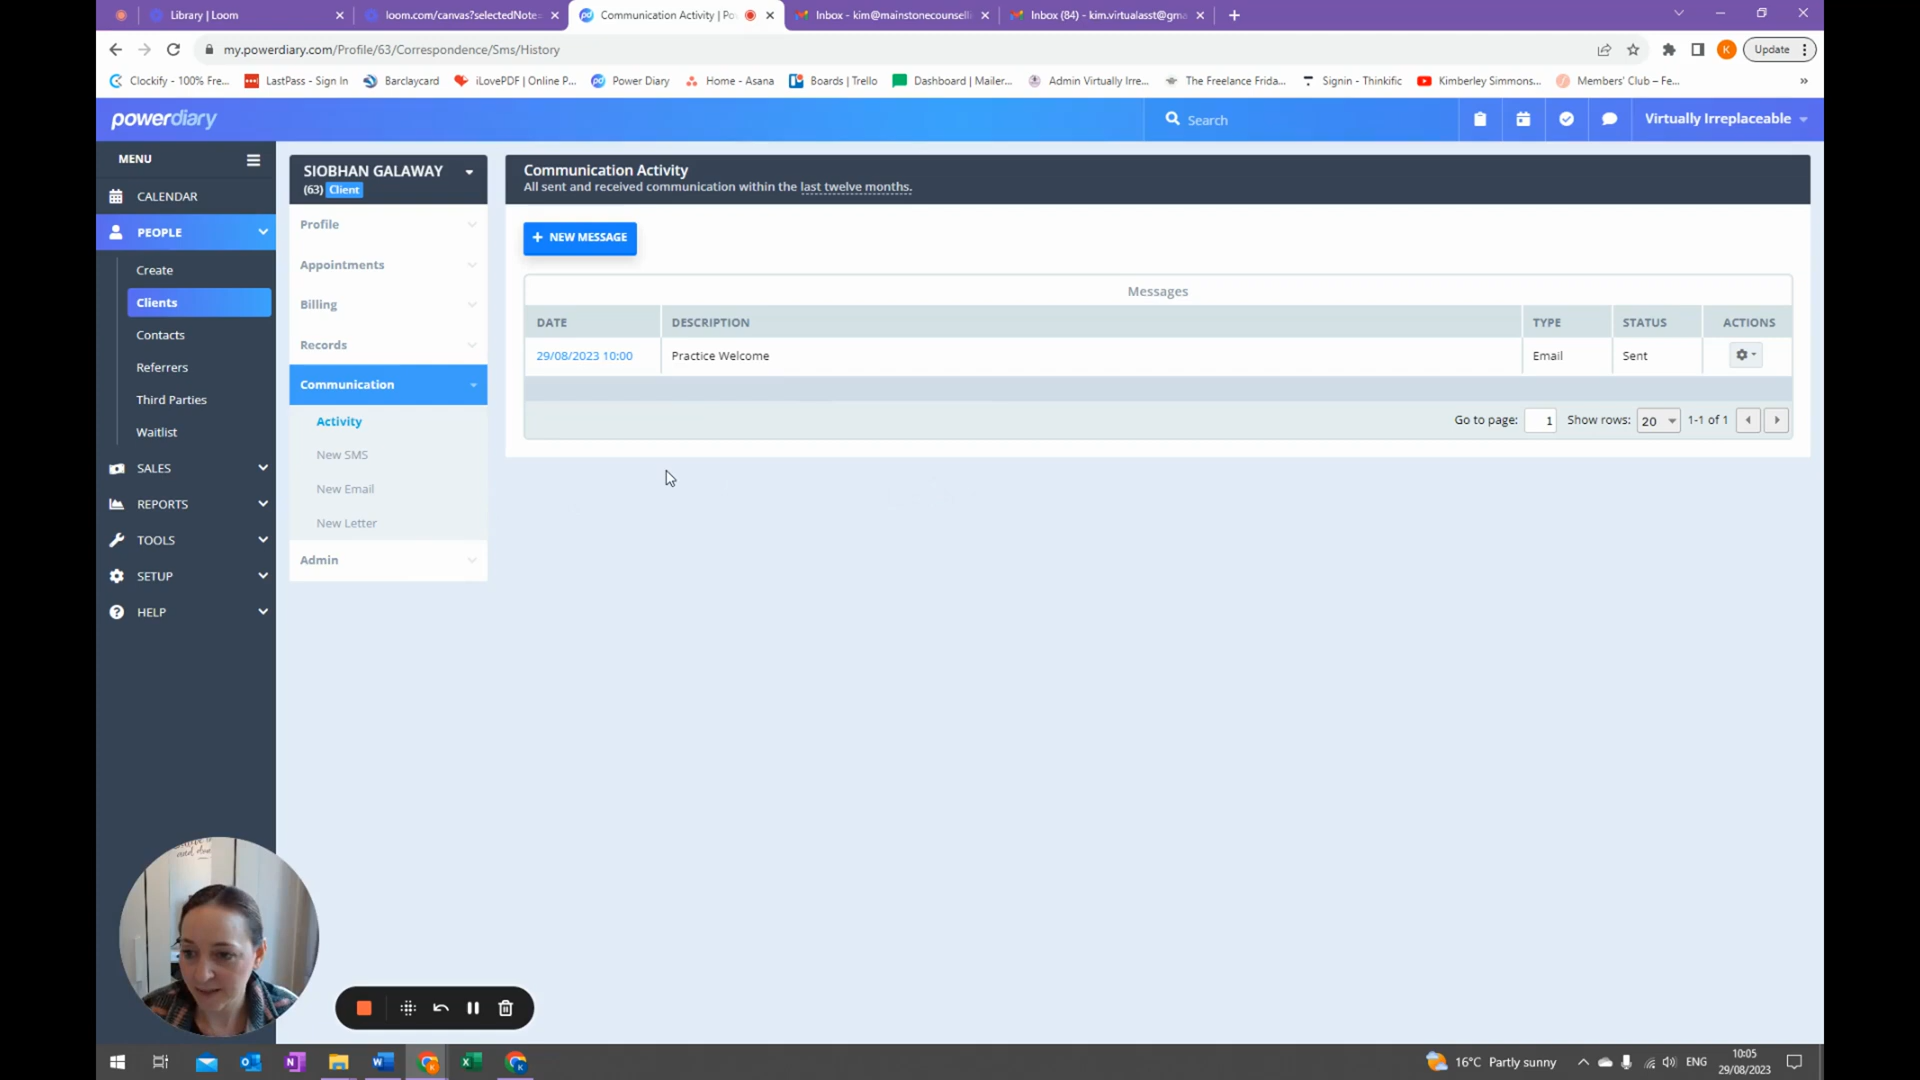 Library | Loom
loom.com/canvas?selectedNote=
Communication Activity | Po
Inbox - kim@mainstonecounselli
Inbox (84) - kim.virtualasst@gma
my.powerdiary.com/Profile/63/Correspondence/Sms/History
Update
Clockify - 100% Fre...
LastPass - Sign In
Barclaycard
iLovePDF | Online P...
Power Diary
Home - Asana
Boards | Trello
Dashboard | Mailer...
Admin Virtually Irre...
The Freelance Frida...
Signin - Thinkific
Kimberley Simmons...
Members' Club – Fe...
powerdiary
Search
Virtually Irreplaceable
MENU
CALENDAR
PEOPLE
Create
Clients
Contacts
Referrers
Third Parties
Waitlist
SALES
REPORTS
TOOLS
SETUP
HELP
SIOBHAN GALAWAY
(63) Client
Profile
Appointments
Billing
Records
Communication
Activity
New SMS
New Email
New Letter
Admin
Communication Activity
All sent and received communication within the last twelve months.
+ NEW MESSAGE
Messages
DATE DESCRIPTION TYPE STATUS ACTIONS
29/08/2023 10:00 Practice Welcome Email Sent
Go to page: 1 Show rows: 20 1-1 of 1
16°C Partly sunny
ENG
10:05
29/08/2023